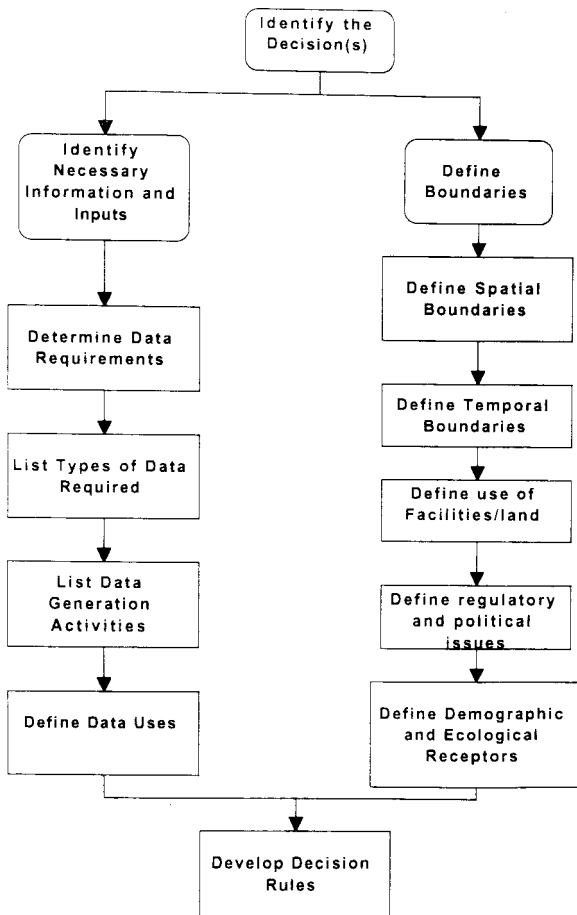 Identify the
Decision(s)
Identify
Necessary
Information and
Inputs
Determine Data
Requirements
List Types of Data
Required
List Data
Generation
Activities
Define Data Uses
Define
Boundaries
Define Spatial
Boundaries
Define Temporal
Boundaries
Define use of
Facilities/land
Define regulatory
and political
issues
Define Demographic
and Ecological
Receptors
Develop Decision
Rules